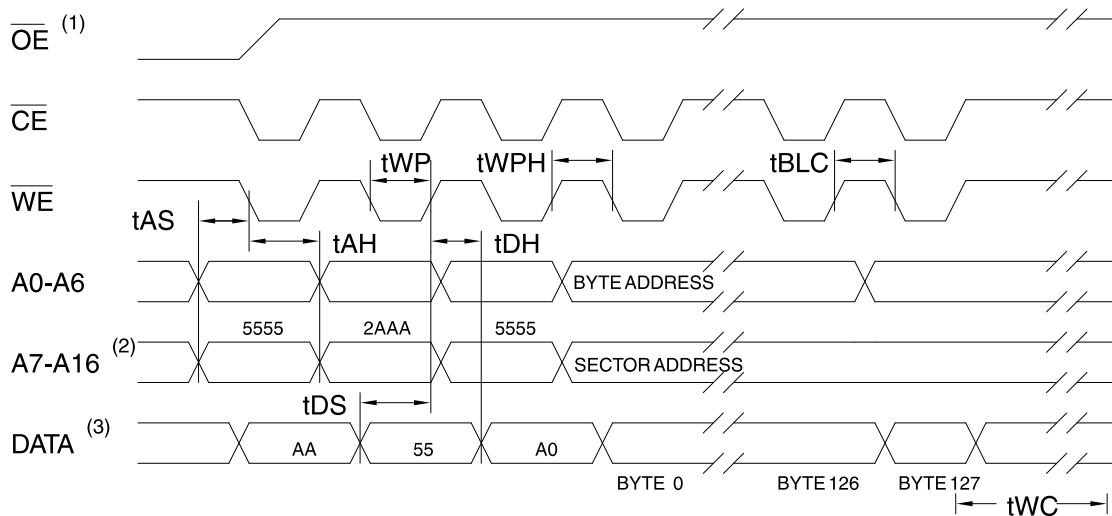 OE (1)
CE
tWP tWPH tBLC
WE
tAS
tAH tDH
A0-A6 BYTE ADDRESS
5555 2AAA 5555
A7-A16 (2) SECTOR ADDRESS
tDS
DATA (3) AA 55 A0
BYTE 0 BYTE 126 BYTE 127
tWC